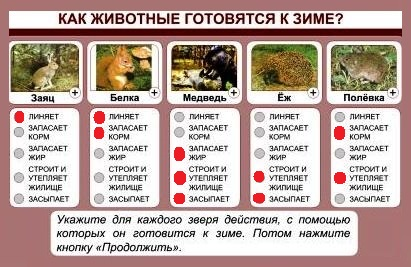 КАК ЖИВОТНЫЕ ГОТОВЯТСЯ К ЗИМЕ?
Заяц
ЛИНЯЕТ
ЗАПАСАЕТ
КОРМ
ЗАПАСАЕТ
ЖИР
СТРОИТ И
УТЕПЛЯЕТ
ЖИЛИЩЕ
ЗАСЫПАЕТ
Белка
ЛИНЯЕТ
ЗАПАСАЕТ
КОРМ
ЗАПАСАЕТ
ЖИР
СТРОИТ И
УТЕПЛЯЕТ
ЖИЛИЩЕ
ЗАСЫПАЕТ
Медведь
ЛИНЯЕТ
ЗАПАСАЕТ
КОРМ
ЗАПАСАЕТ
ЖИР
СТРОИТ И
УТЕПЛЯЕТ
ЖИЛИЩЕ
ЗАСЫПАЕТ
Ёж
ЛИНЯЕТ
ЗАПАСАЕТ
КОРМ
ЗАПАСАЕТ
ЖИР
СТРОИТ И
УТЕПЛЯЕТ
ЖИЛИЩЕ
ЗАСЫПАЕТ
Полёвка
ЛИНЯЕТ
ЗАПАСАЕТ
КОРМ
ЗАПАСАЕТ
ЖИР
СТРОИТ И
УТЕПЛЯЕТ
ЖИЛИЩЕ
ЗАСЫПАЕТ
Укажите для каждого зверя действия, с помощью
которых он готовится к зиме. Потом нажмите
кнопку «Продолжить».